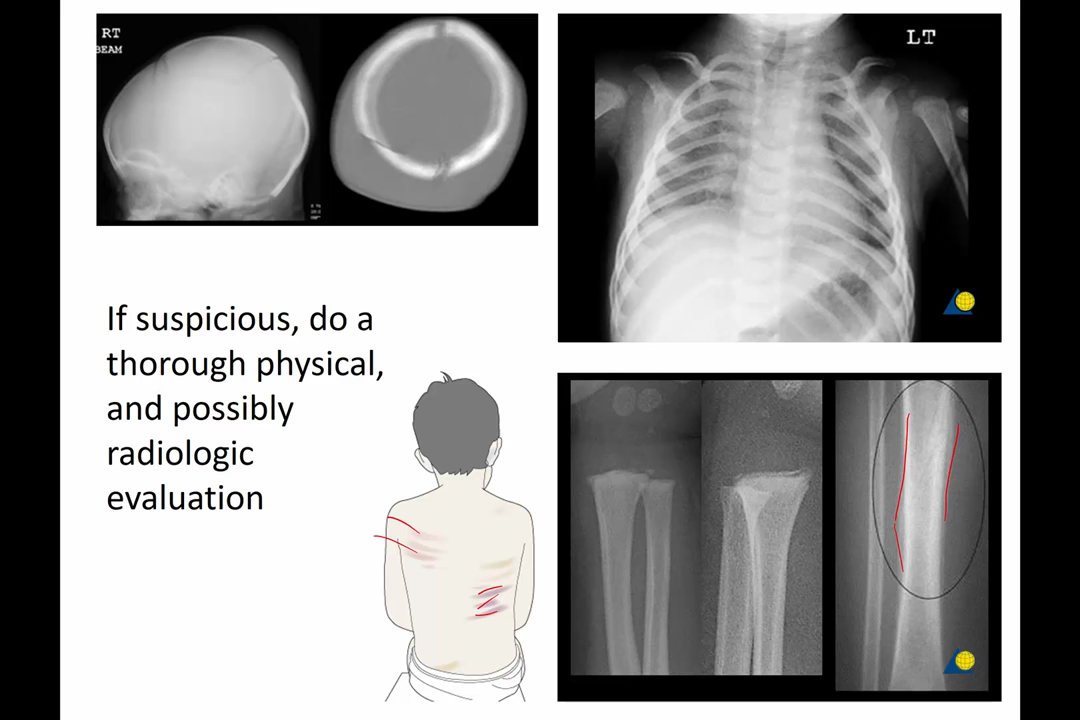 RT
BEAM
LT
If suspicious, do a
thorough physical,
and possibly
radiologic
evaluation